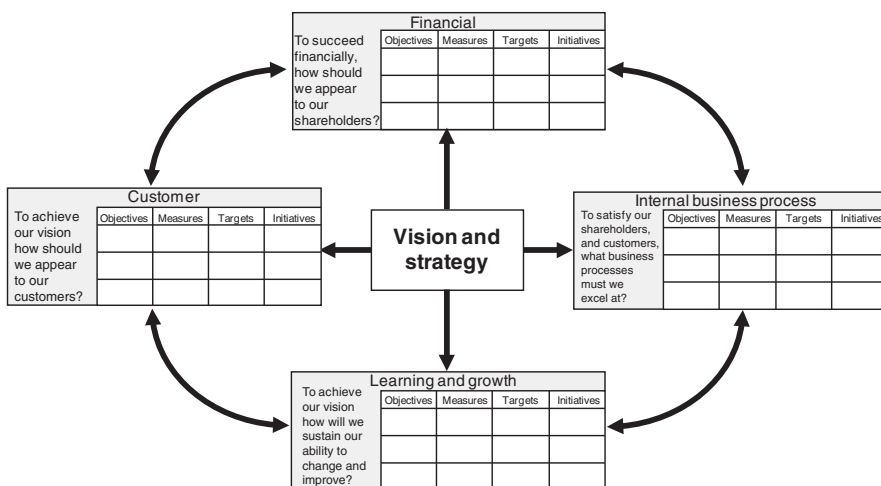 Financial
To succeed
financially,
how should
we appear
to our
shareholders?
Objectives Measures Targets Initiatives
Customer
To achieve
our vision
how should
we appear
to our
customers?
Objectives Measures Targets Initiatives
Vision and
strategy
Internal business process
To satisfy our
shareholders,
and customers,
what business
processes
must we
excel at?
Objectives Measures Targets Initiatives
Learning and growth
To achieve
our vision
how will we
sustain our
ability to
change and
improve?
Objectives Measures Targets Initiatives